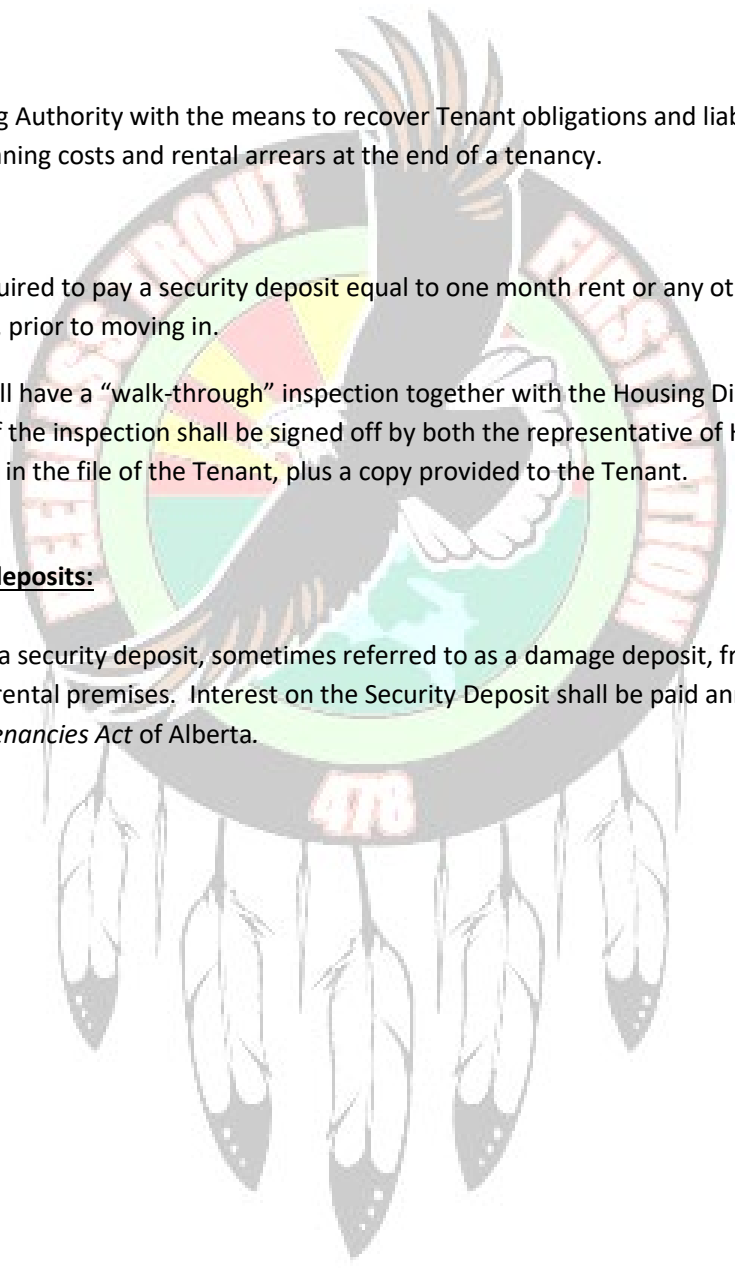 g Authority with the means to recover Tenant obligations and liab
ning costs and rental arrears at the end of a tenancy.
uired to pay a security deposit equal to one month rent or any ot
, prior to moving in.
ll have a “walk-through” inspection together with the Housing Di
f the inspection shall be signed off by both the representative of H
in the file of the Tenant, plus a copy provided to the Tenant.
deposits:
a security deposit, sometimes referred to as a damage deposit, fr
rental premises. Interest on the Security Deposit shall be paid an
enancies Act of Alberta.
PEERLESS TROUT
FIRST NATION
478